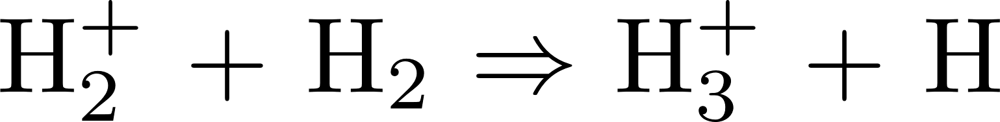 H₂⁺ + H₂ ⇒ H₃⁺ + H